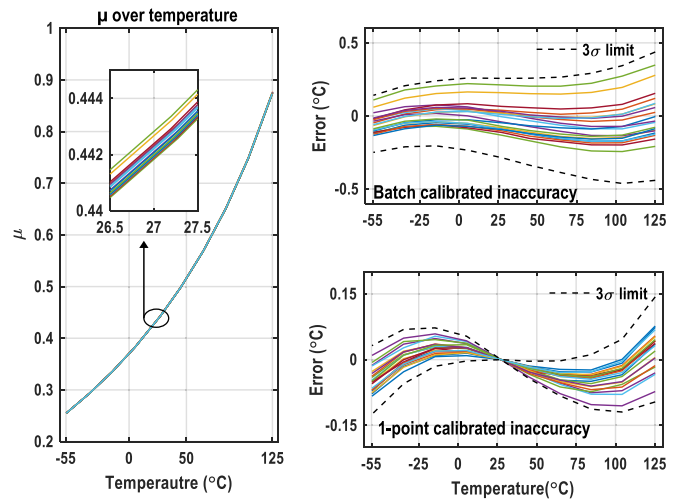 μ over temperature
1
0.9
0.8
0.7
0.6
0.5
0.4
0.3
0.2
μ
0.444
0.442
0.44
26.5 27 27.5
-55 0 50 125
Temperautre (°C)
0.5
0
-0.5
Error (°C)
3σ limit
Batch calibrated inaccuracy
-55 -25 0 25 50 75 100 125
0.15
0
-0.15
Error (°C)
3σ limit
1-point calibrated inaccuracy
-55 -25 0 25 50 75 100 125
Temperature(°C)